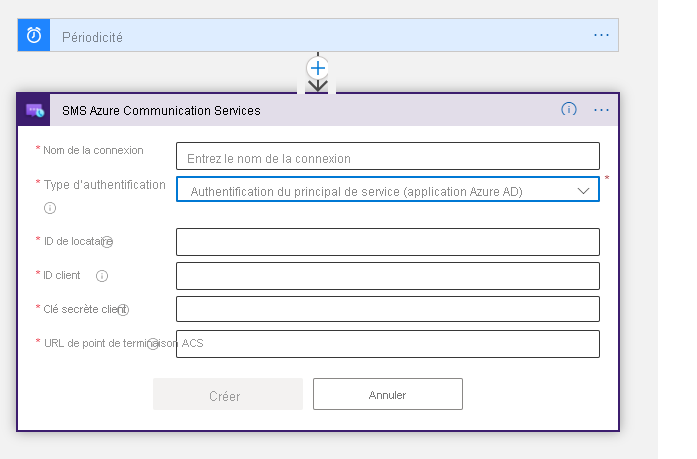 Périodicité
SMS Azure Communication Services
* Nom de la connexion
Entrez le nom de la connexion
* Type d'authentification
Authentification du principal de service (application Azure AD)
*
* ID de locataire
* ID client
* Clé secrète client
* URL de point de terminaison ACS
Créer
Annuler